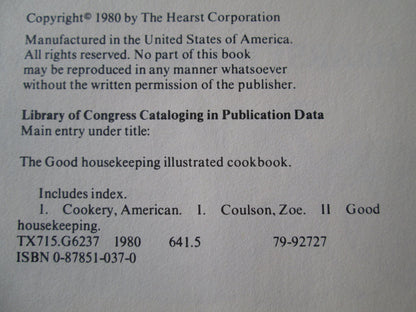 Copyright© 1980 by The Hearst Corporation
Manufactured in the United States of America.
All rights reserved. No part of this book
may be reproduced in any manner whatsoever
without the written permission of the publisher.
Library of Congress Cataloging in Publication Data
Main entry under title:
The Good housekeeping illustrated cookbook.
Includes index.
1. Cookery, American. I. Coulson, Zoe. II Good
housekeeping.
TX715.G6237 1980 641.5 79-92727
ISBN 0-87851-037-0